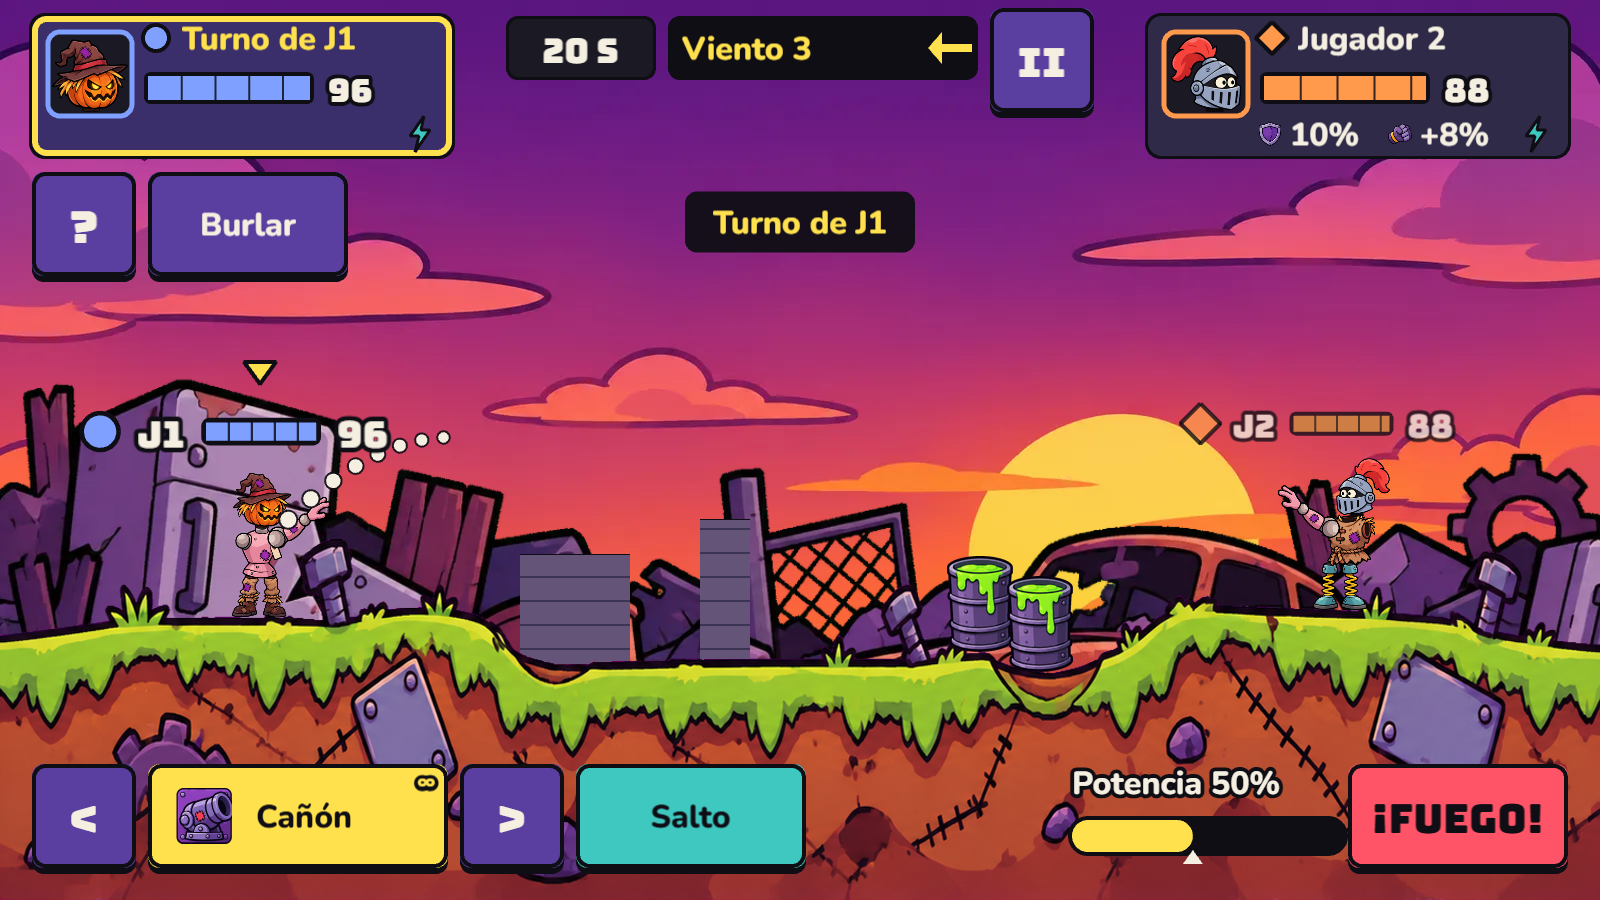 Turno de J1
96
20 S
Viento 3
II
Jugador 2
88
10%
+8%
?
Burlar
Turno de J1
J1
96
J2
88
<
Cañón
∞
>
Salto
Potencia 50%
¡FUEGO!